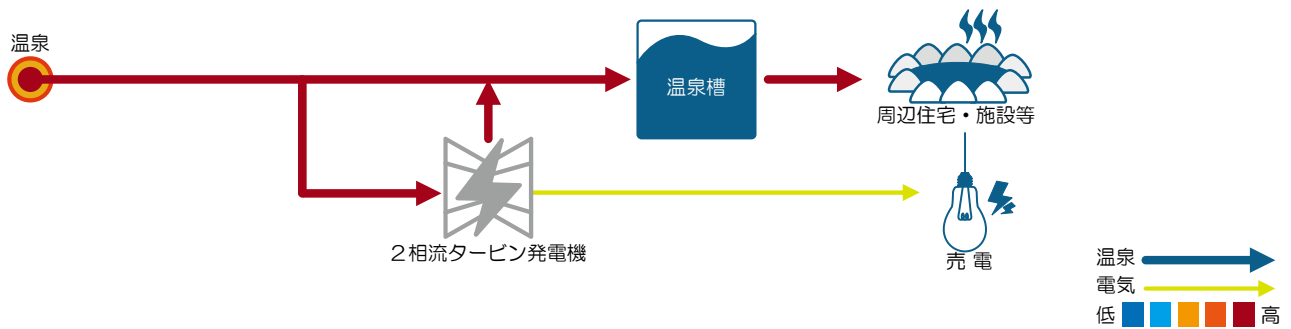 温泉
温泉槽
周辺住宅・施設等
２相流タービン発電機
売 電
温泉
電気
低 高